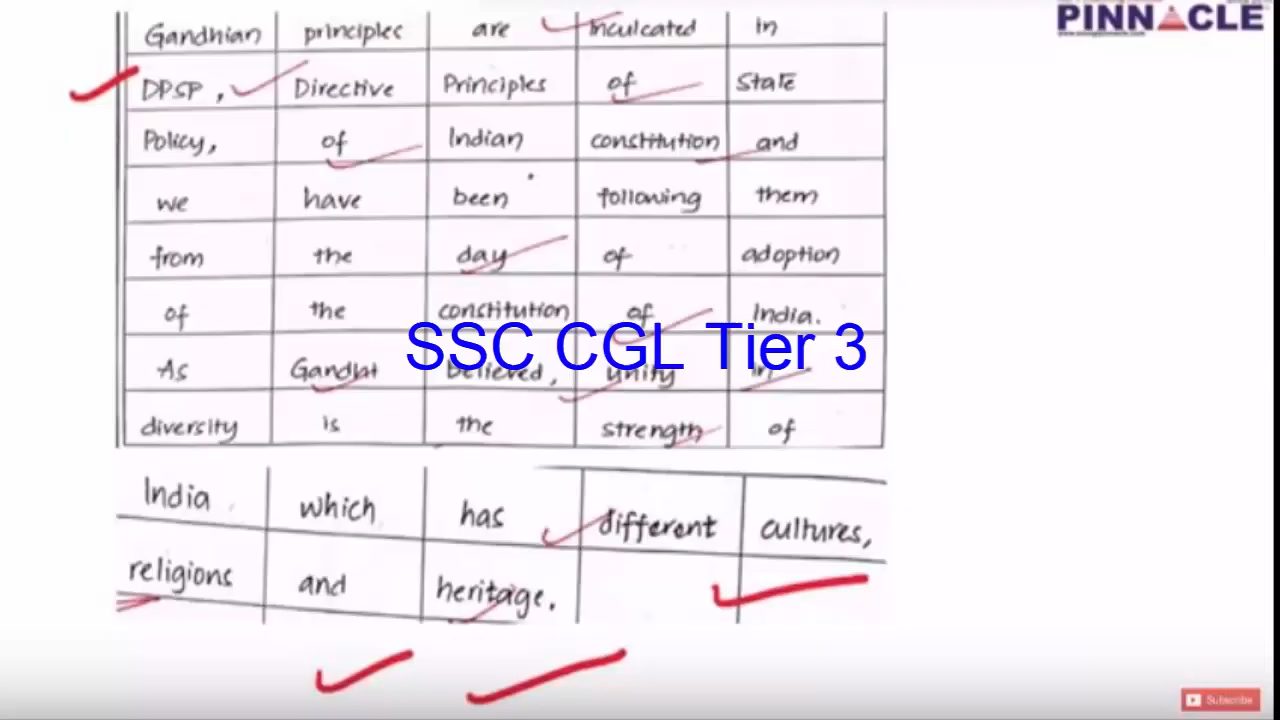 PINNACLE
Gandhian principles are inculcated in
DPSP, Directive Principles of State
Policy, of Indian constitution and
we have been following them
from the day of adoption
of the constitution of India.
SSC CGL Tier 3
As Gandhi believed, unity in
diversity is the strength of
India which has different cultures,
religions and heritage.
Subscribe